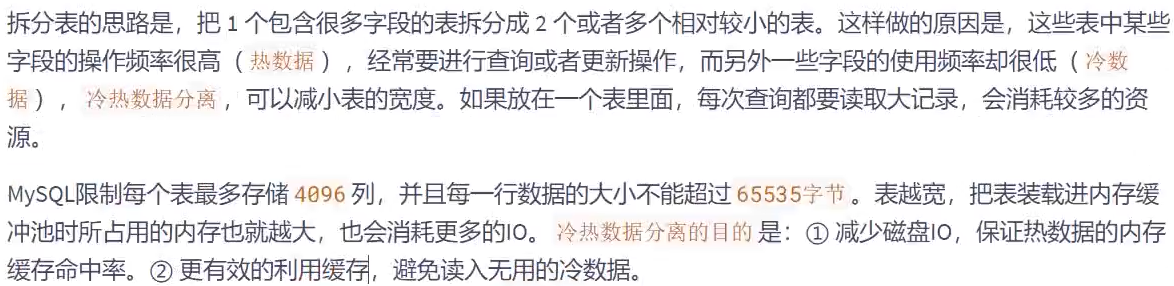 拆分表的思路是，把 1 个包含很多字段的表拆分成 2 个或者多个相对较小的表。这样做的原因是，这些表中某些
字段的操作频率很高（ 热数据 ），经常要进行查询或者更新操作，而另外一些字段的使用频率却很低（ 冷数
据 ）， 冷热数据分离 ，可以减小表的宽度。如果放在一个表里面，每次查询都要读取大记录，会消耗较多的资
源。
MySQL限制每个表最多存储 4096 列，并且每一行数据的大小不能超过 65535字节 。表越宽，把表装载进内存缓
冲池时所占用的内存也就越大，也会消耗更多的IO。 冷热数据分离的目的 是：① 减少磁盘IO，保证热数据的内存
缓存命中率。② 更有效的利用缓存，避免读入无用的冷数据。